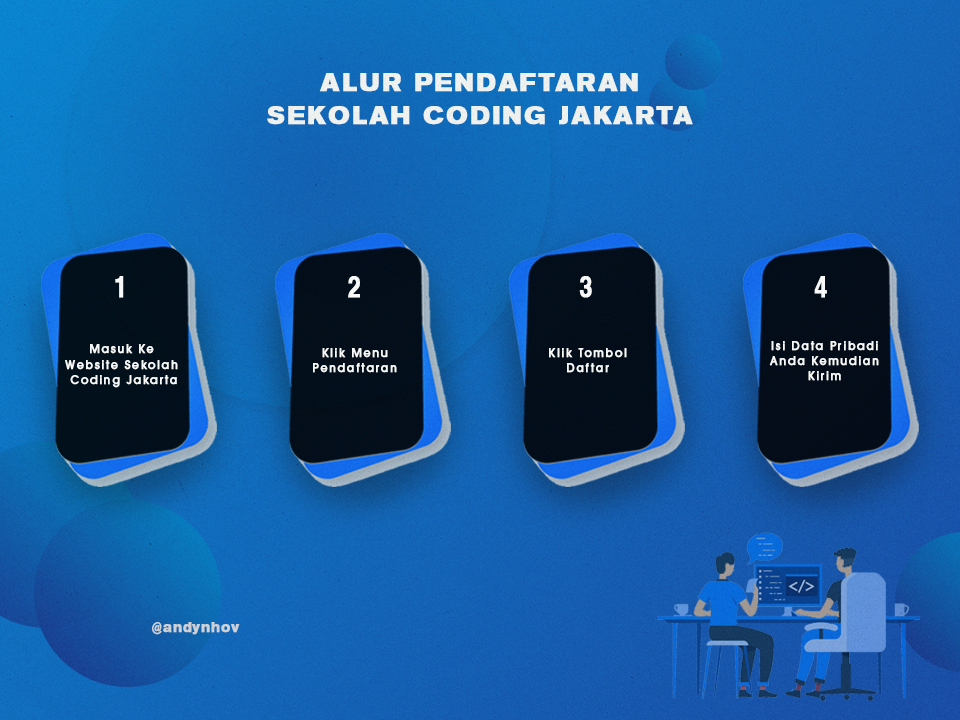 ALUR PENDAFTARAN
SEKOLAH CODING JAKARTA
1
Masuk Ke
Website Sekolah
Coding Jakarta
2
Klik Menu
Pendaftaran
3
Klik Tombol
Daftar
4
Isi Data Pribadi
Anda Kemudian
Kirim
</>
@andynhov